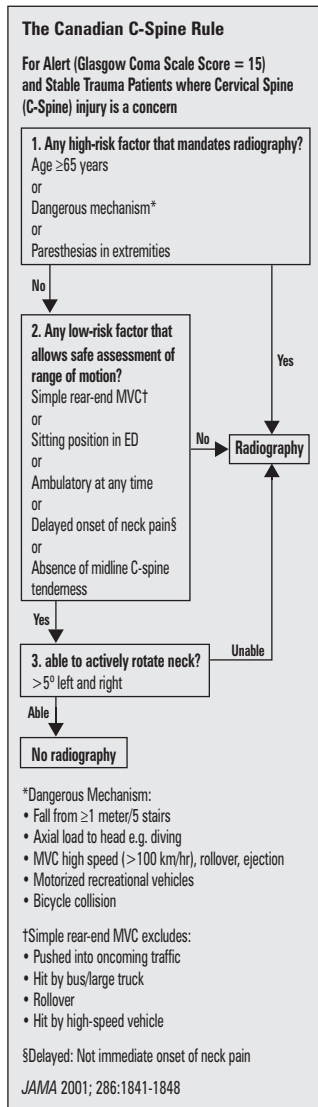 The Canadian C-Spine Rule
For Alert (Glasgow Coma Scale Score = 15)
and Stable Trauma Patients where Cervical Spine
(C-Spine) injury is a concern
1. Any high-risk factor that mandates radiography?
Age ≥65 years
or
Dangerous mechanism*
or
Paresthesias in extremities
No
Yes
2. Any low-risk factor that
allows safe assessment of
range of motion?
Simple rear-end MVC†
or
Sitting position in ED
or
Ambulatory at any time
or
Delayed onset of neck pain§
or
Absence of midline C-spine
tenderness
No
Radiography
Yes
Unable
3. able to actively rotate neck?
>5º left and right
Able
No radiography
*Dangerous Mechanism:
• Fall from ≥1 meter/5 stairs
• Axial load to head e.g. diving
• MVC high speed (>100 km/hr), rollover, ejection
• Motorized recreational vehicles
• Bicycle collision
†Simple rear-end MVC excludes:
• Pushed into oncoming traffic
• Hit by bus/large truck
• Rollover
• Hit by high-speed vehicle
§Delayed: Not immediate onset of neck pain
JAMA 2001; 286:1841-1848